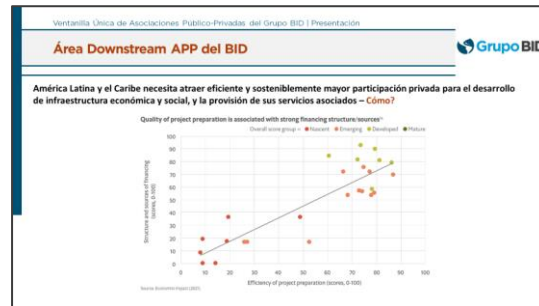 Ventanilla Única de Asociaciones Público-Privadas del Grupo BID | Presentación
Área Downstream APP del BID
Grupo BID
América Latina y el Caribe necesita atraer eficiente y sosteniblemente mayor participación privada para el desarrollo
de infraestructura económica y social, y la provisión de sus servicios asociados – Cómo?
Quality of project preparation is associated with strong financing structure/sources
Overall score group = Nascent Emerging Developed Mature
Structure and sources of financing
(scores, 0-100)
100
90
80
70
60
50
40
30
20
10
0
0 10 20 30 40 50 60 70 80 90 100
Efficiency of project preparation (scores, 0-100)
Source: Economist Impact (2021).